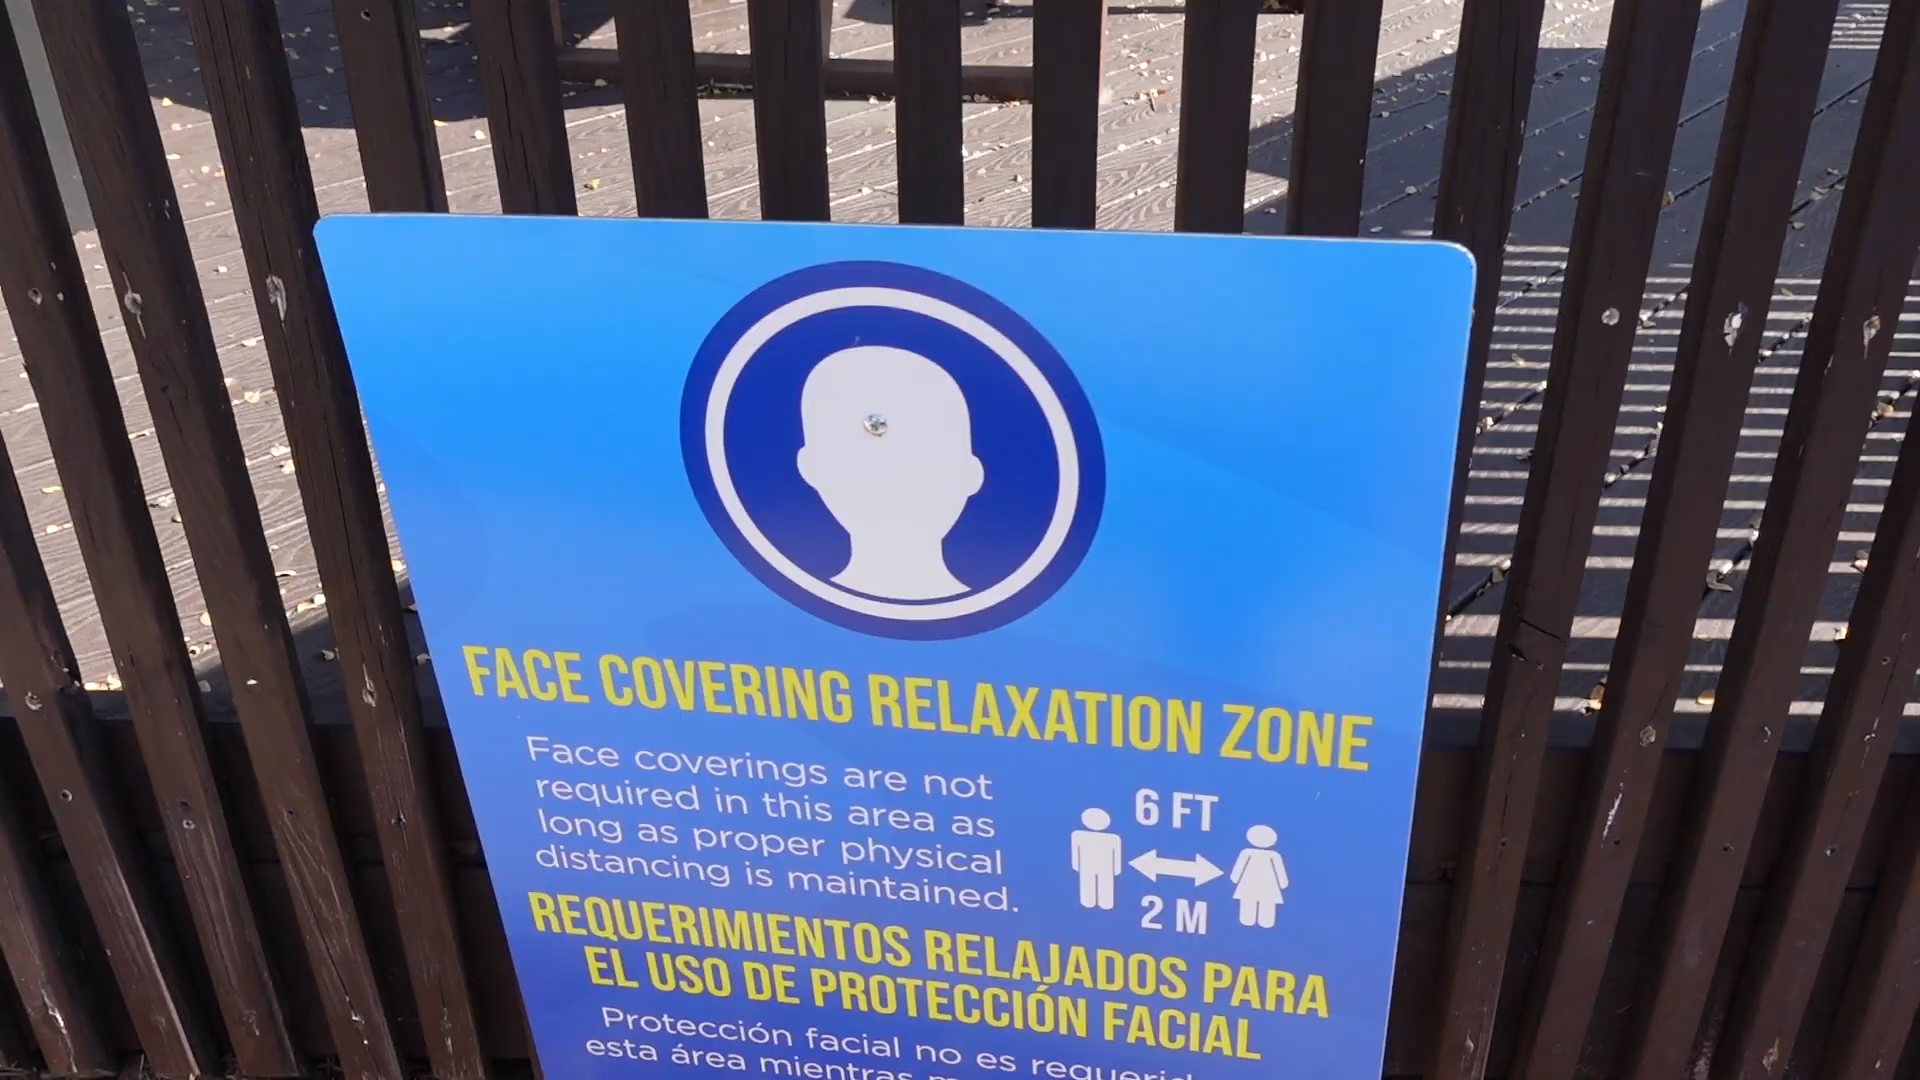 FACE COVERING RELAXATION ZONE
Face coverings are not
required in this area as
long as proper physical
distancing is maintained.
6 FT
2 M
REQUERIMIENTOS RELAJADOS PARA
EL USO DE PROTECCIÓN FACIAL
Protección facial no es
esta área mientras